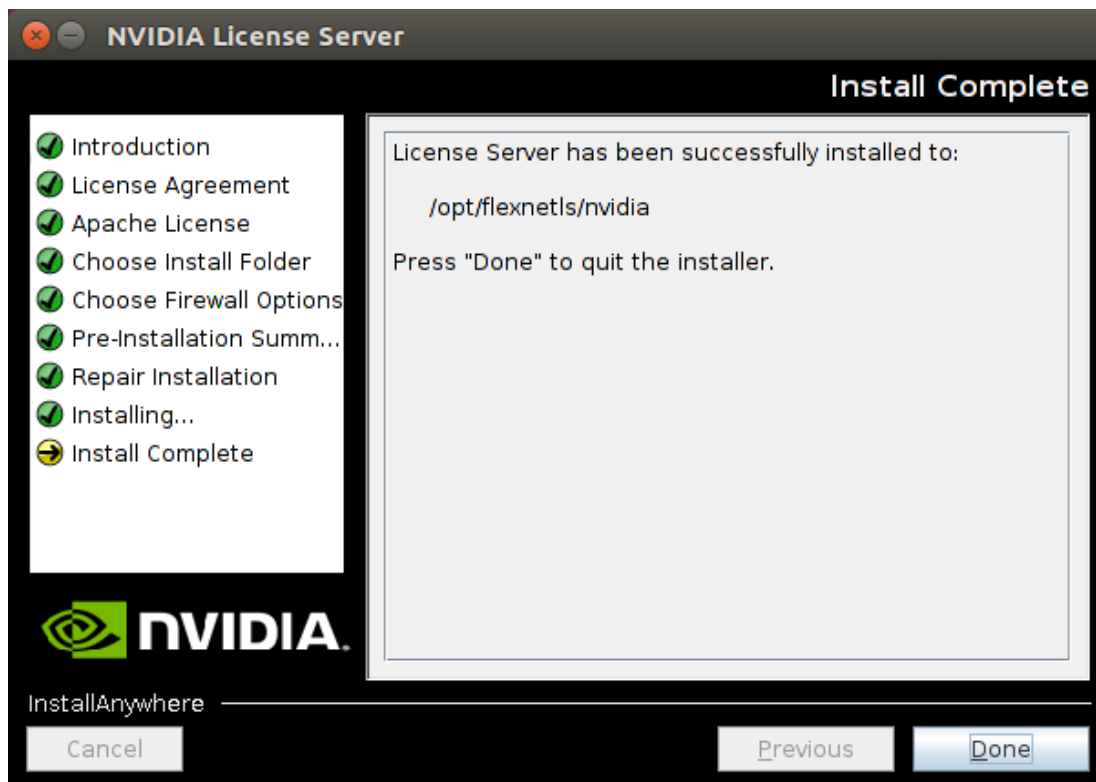 NVIDIA License Server
Install Complete
Introduction
License Agreement
Apache License
Choose Install Folder
Choose Firewall Options
Pre-Installation Summ...
Repair Installation
Installing...
Install Complete
License Server has been successfully installed to:
/opt/flexnetls/nvidia
Press "Done" to quit the installer.
NVIDIA.
InstallAnywhere
Cancel
Previous
Done